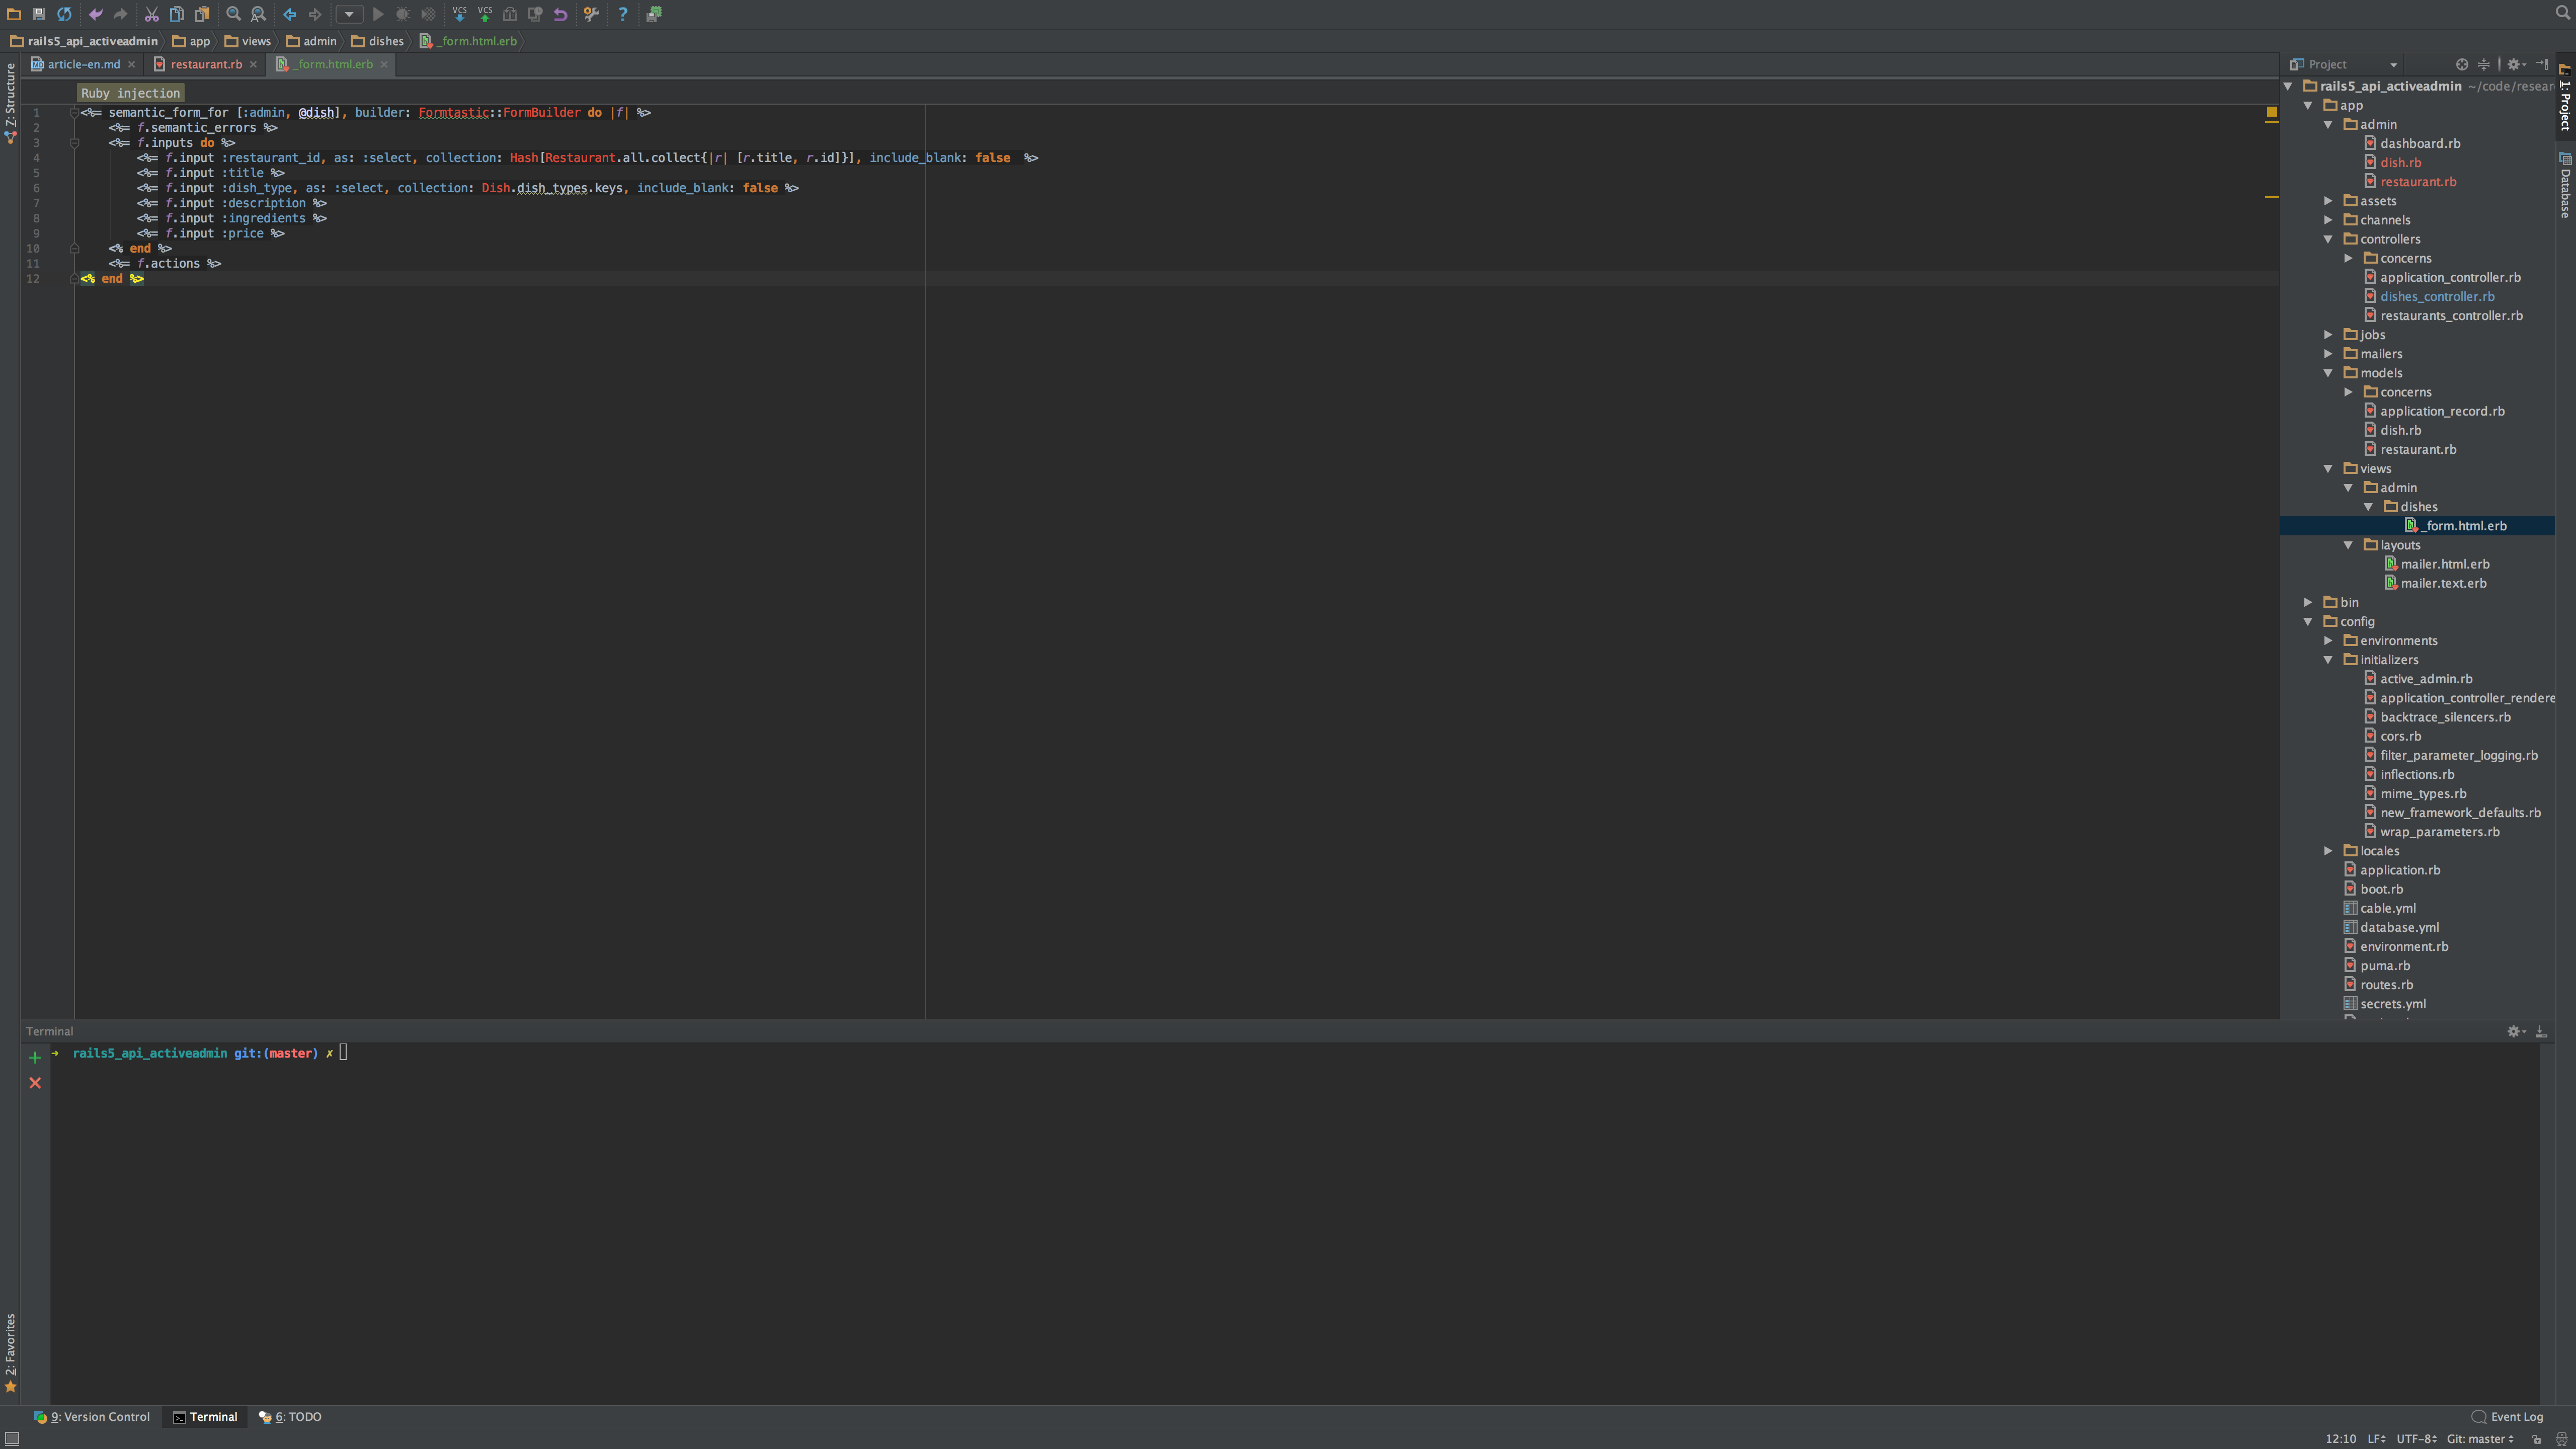 VCS VCS
rails5_api_activeadmin app views admin dishes _form.html.erb
article-en.md restaurant.rb _form.html.erb
Z: Structure
Ruby injection
1 <%= semantic_form_for [:admin, @dish], builder: Formtastic::FormBuilder do |f| %>
2 <%= f.semantic_errors %>
3 <%= f.inputs do %>
4 <%= f.input :restaurant_id, as: :select, collection: Hash[Restaurant.all.collect{|r| [r.title, r.id]}], include_blank: false %>
5 <%= f.input :title %>
6 <%= f.input :dish_type, as: :select, collection: Dish.dish_types.keys, include_blank: false %>
7 <%= f.input :description %>
8 <%= f.input :ingredients %>
9 <%= f.input :price %>
10 <% end %>
11 <%= f.actions %>
12 <% end %>
Project
rails5_api_activeadmin ~/code/resear
app
admin
dashboard.rb
dish.rb
restaurant.rb
assets
channels
controllers
concerns
application_controller.rb
dishes_controller.rb
restaurants_controller.rb
jobs
mailers
models
concerns
application_record.rb
dish.rb
restaurant.rb
views
admin
dishes
_form.html.erb
layouts
mailer.html.erb
mailer.text.erb
bin
config
environments
initializers
active_admin.rb
application_controller_rendere
backtrace_silencers.rb
cors.rb
filter_parameter_logging.rb
inflections.rb
mime_types.rb
new_framework_defaults.rb
wrap_parameters.rb
locales
application.rb
boot.rb
cable.yml
database.yml
environment.rb
puma.rb
routes.rb
secrets.yml
1: Project
Database
Terminal
➜ rails5_api_activeadmin git:(master) ✗
2: Favorites
9: Version Control Terminal 6: TODO Event Log
12:10 LF UTF-8 Git: master